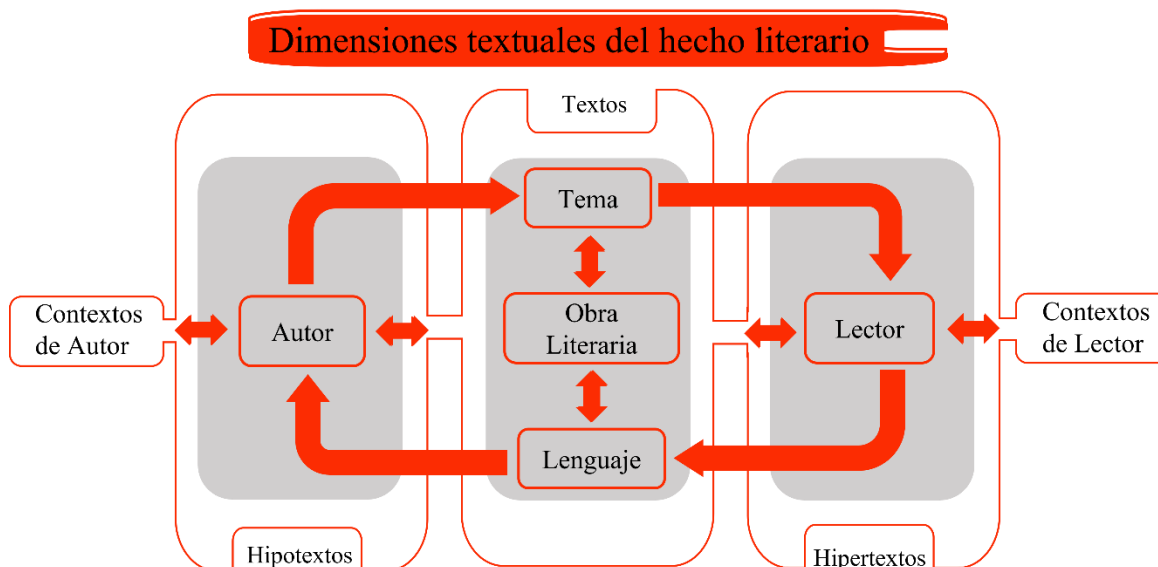 Dimensiones textuales del hecho literario
Textos
Tema
Contextos
de Autor
Autor
Obra
Literaria
Lector
Contextos
de Lector
Lenguaje
Hipotextos
Hipertextos